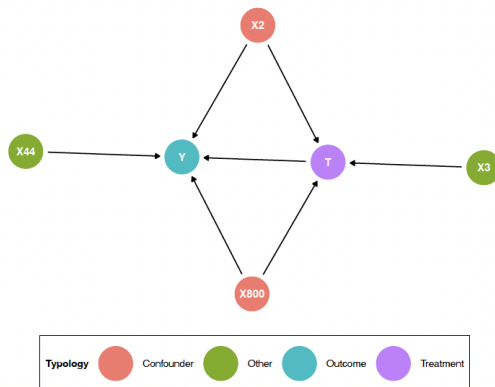 X2
X44
Y
T
X3
X800
Typology Confounder Other Outcome Treatment